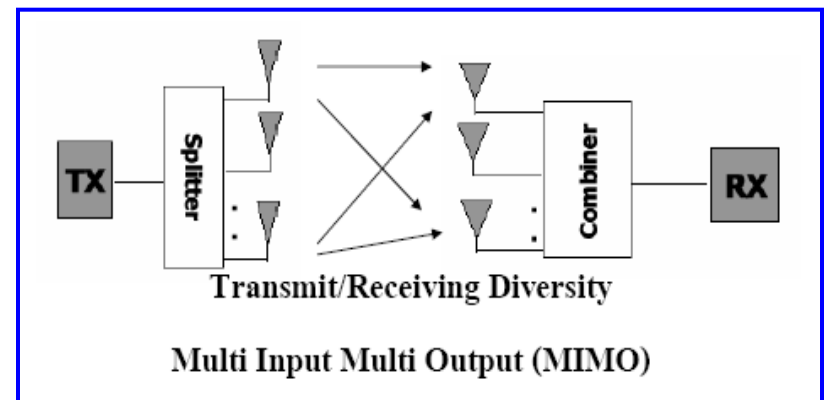 TX
Splitter
Combiner
RX
Transmit/Receiving Diversity
Multi Input Multi Output (MIMO)